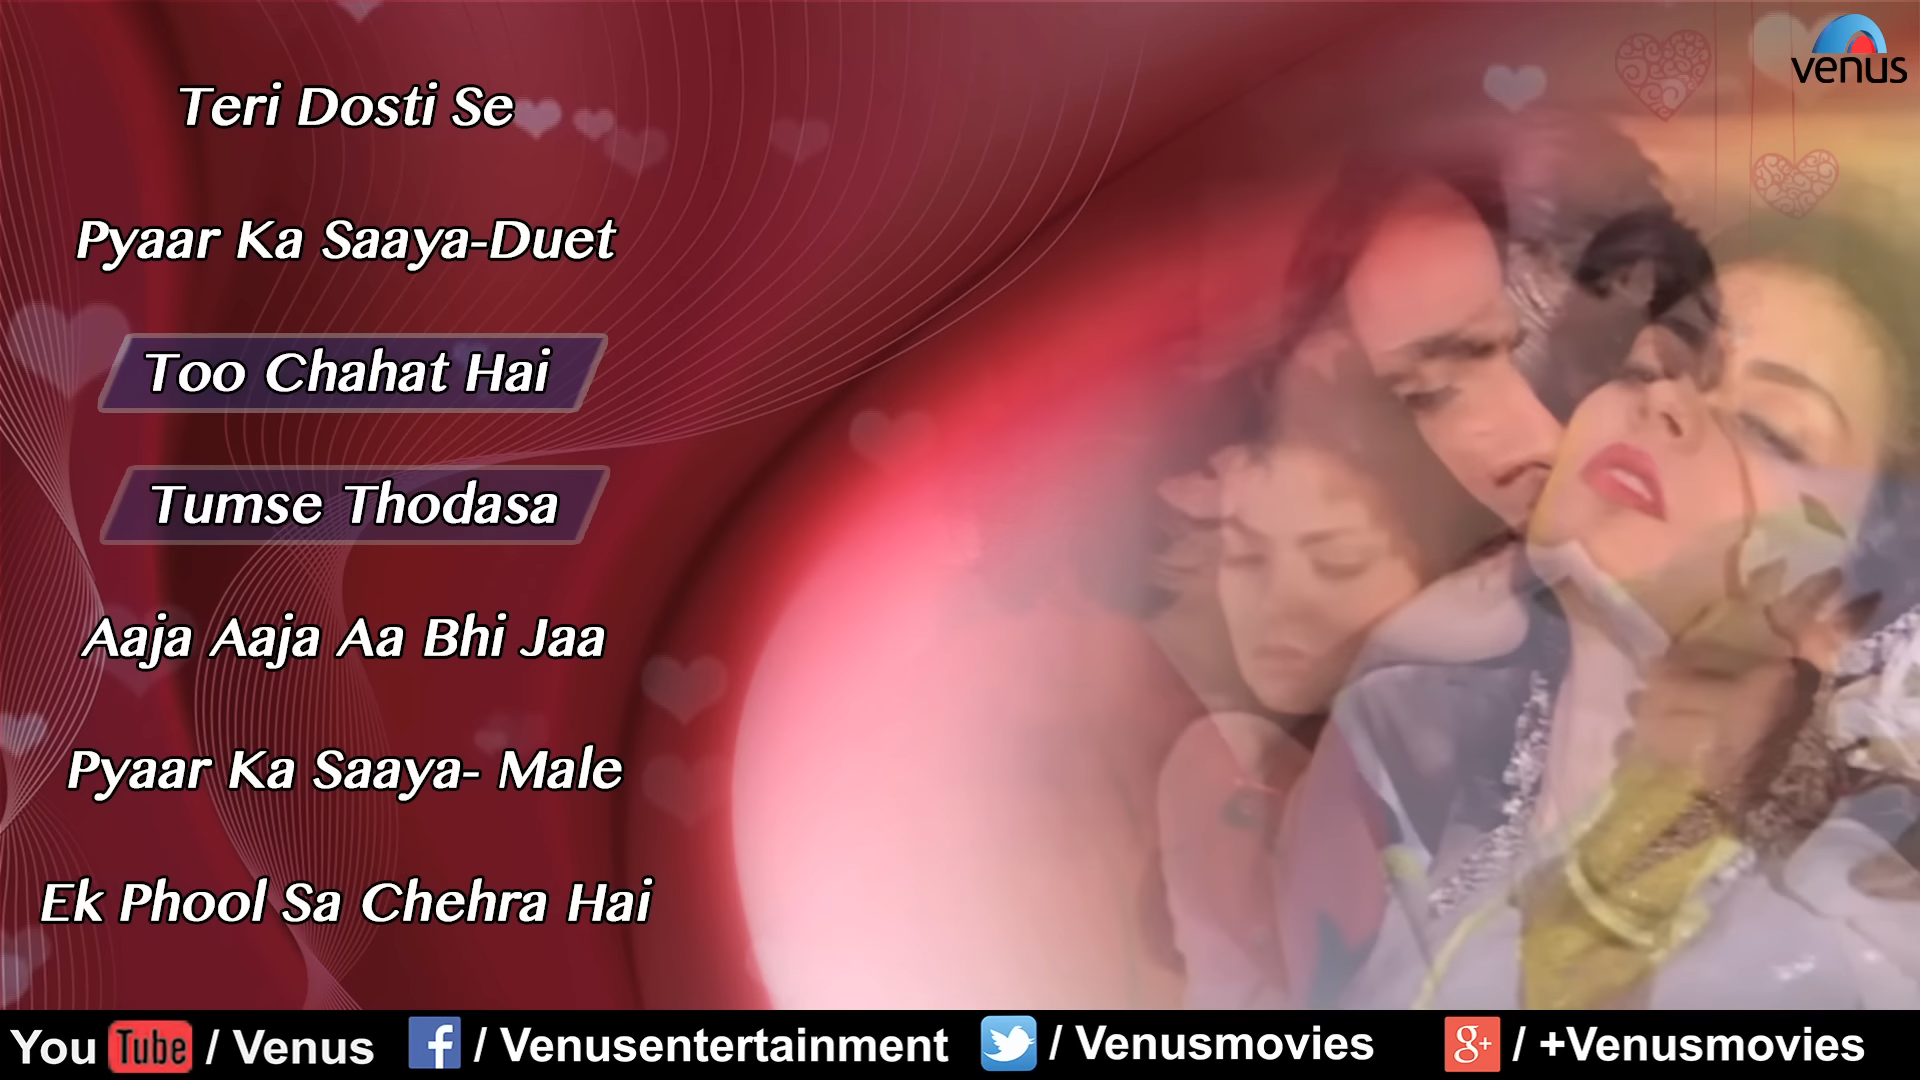 venus
Teri Dosti Se
Pyaar Ka Saaya-Duet
Too Chahat Hai
Tumse Thodasa
Aaja Aaja Aa Bhi Jaa
Pyaar Ka Saaya- Male
Ek Phool Sa Chehra Hai
You Tube / Venus f / Venusentertainment / Venusmovies g+ / +Venusmovies